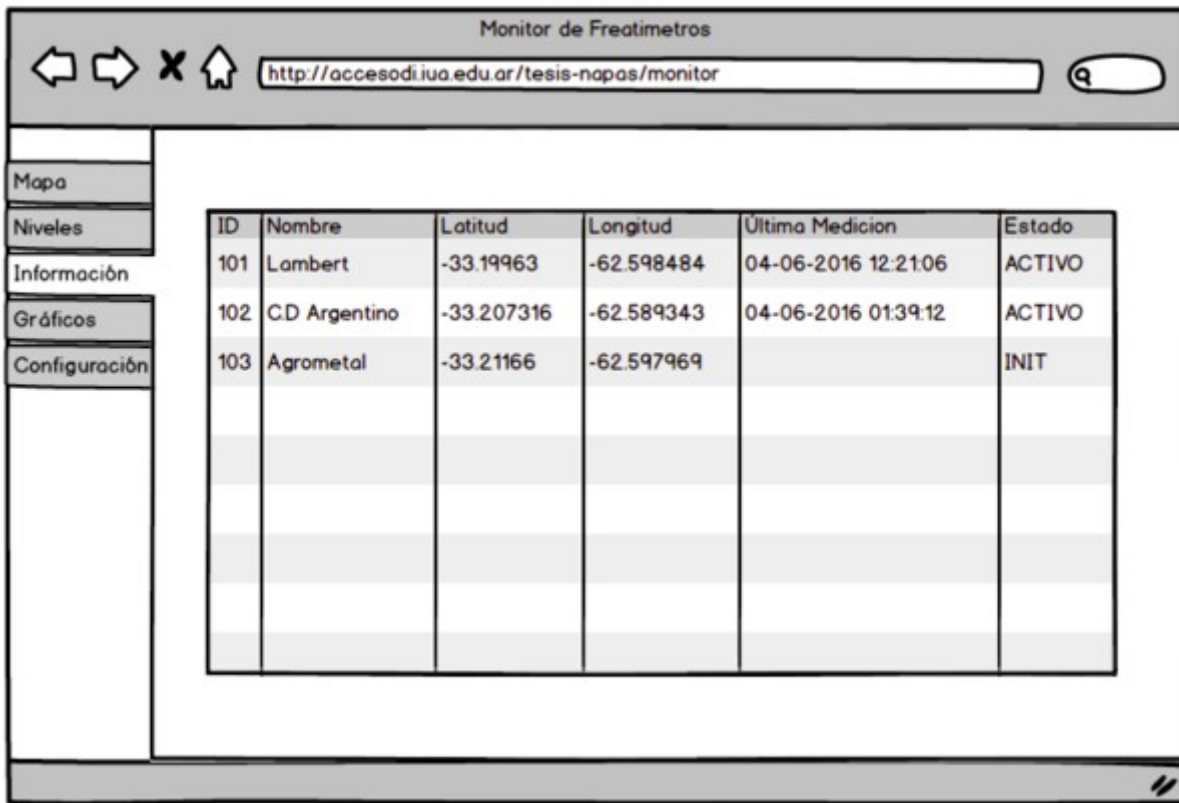 Monitor de Freatimetros
http://accesodi.iua.edu.ar/tesis-napas/monitor
Mapa
Niveles
Información
Gráficos
Configuración
ID Nombre Latitud Longitud Última Medicion Estado
101 Lambert -33.19963 -62.598484 04-06-2016 12:21:06 ACTIVO
102 C.D Argentino -33.207316 -62.589343 04-06-2016 01:39:12 ACTIVO
103 Agrometal -33.21166 -62.597969 INIT